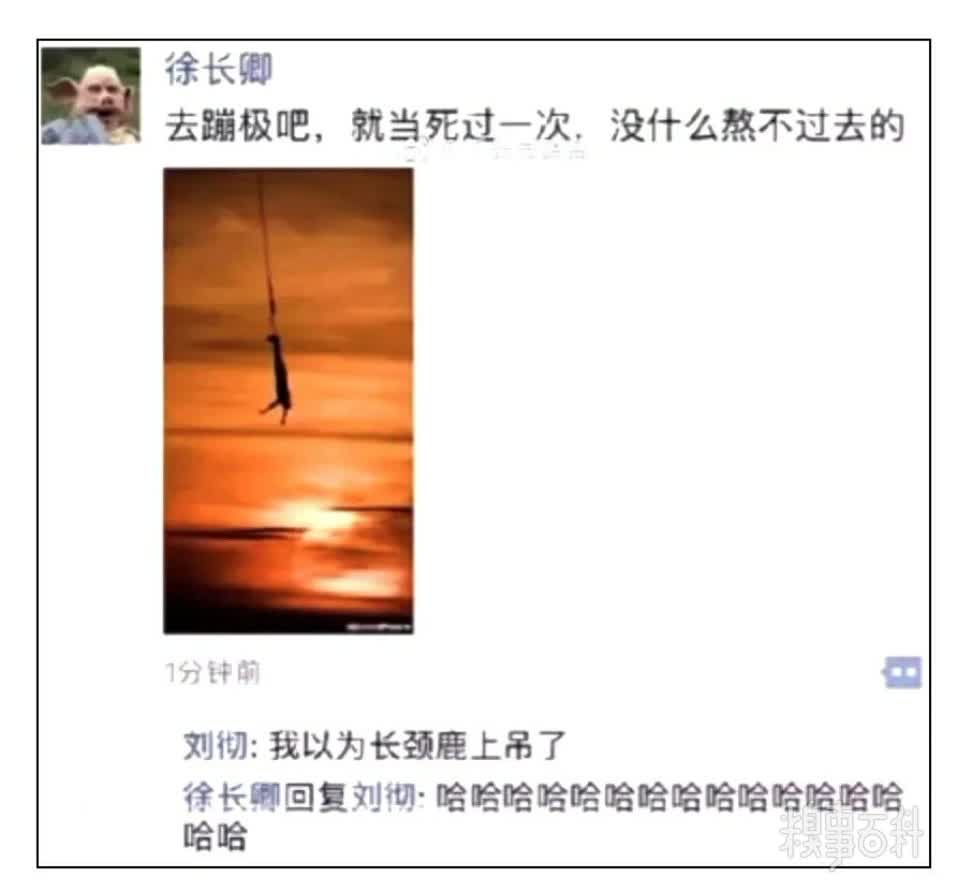 徐长卿
去蹦极吧，就当死过一次，没什么熬不过去的
1分钟前
刘彻: 我以为长颈鹿上吊了
徐长卿回复刘彻: 哈哈哈哈哈哈哈哈哈哈哈哈哈哈
哈哈
糗事百科